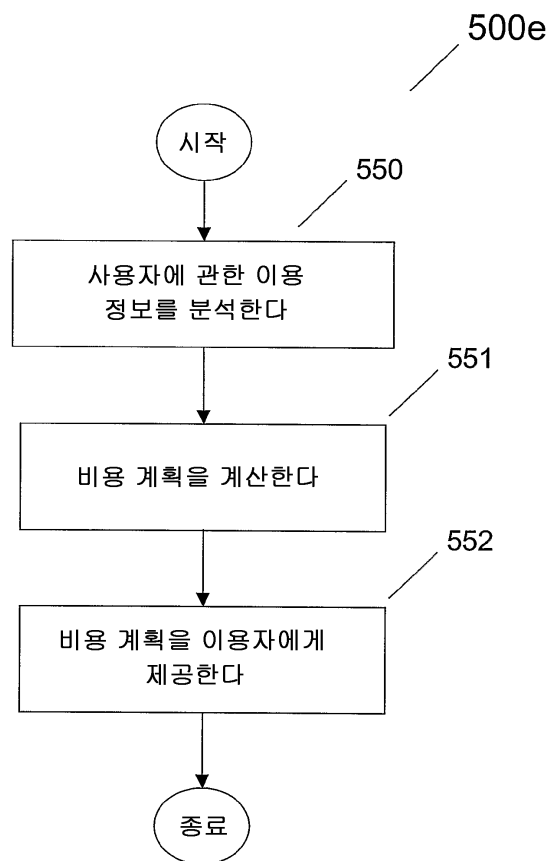 500e
시작
550
사용자에 관한 이용
정보를 분석한다
551
비용 계획을 계산한다
552
비용 계획을 이용자에게
제공한다
종료